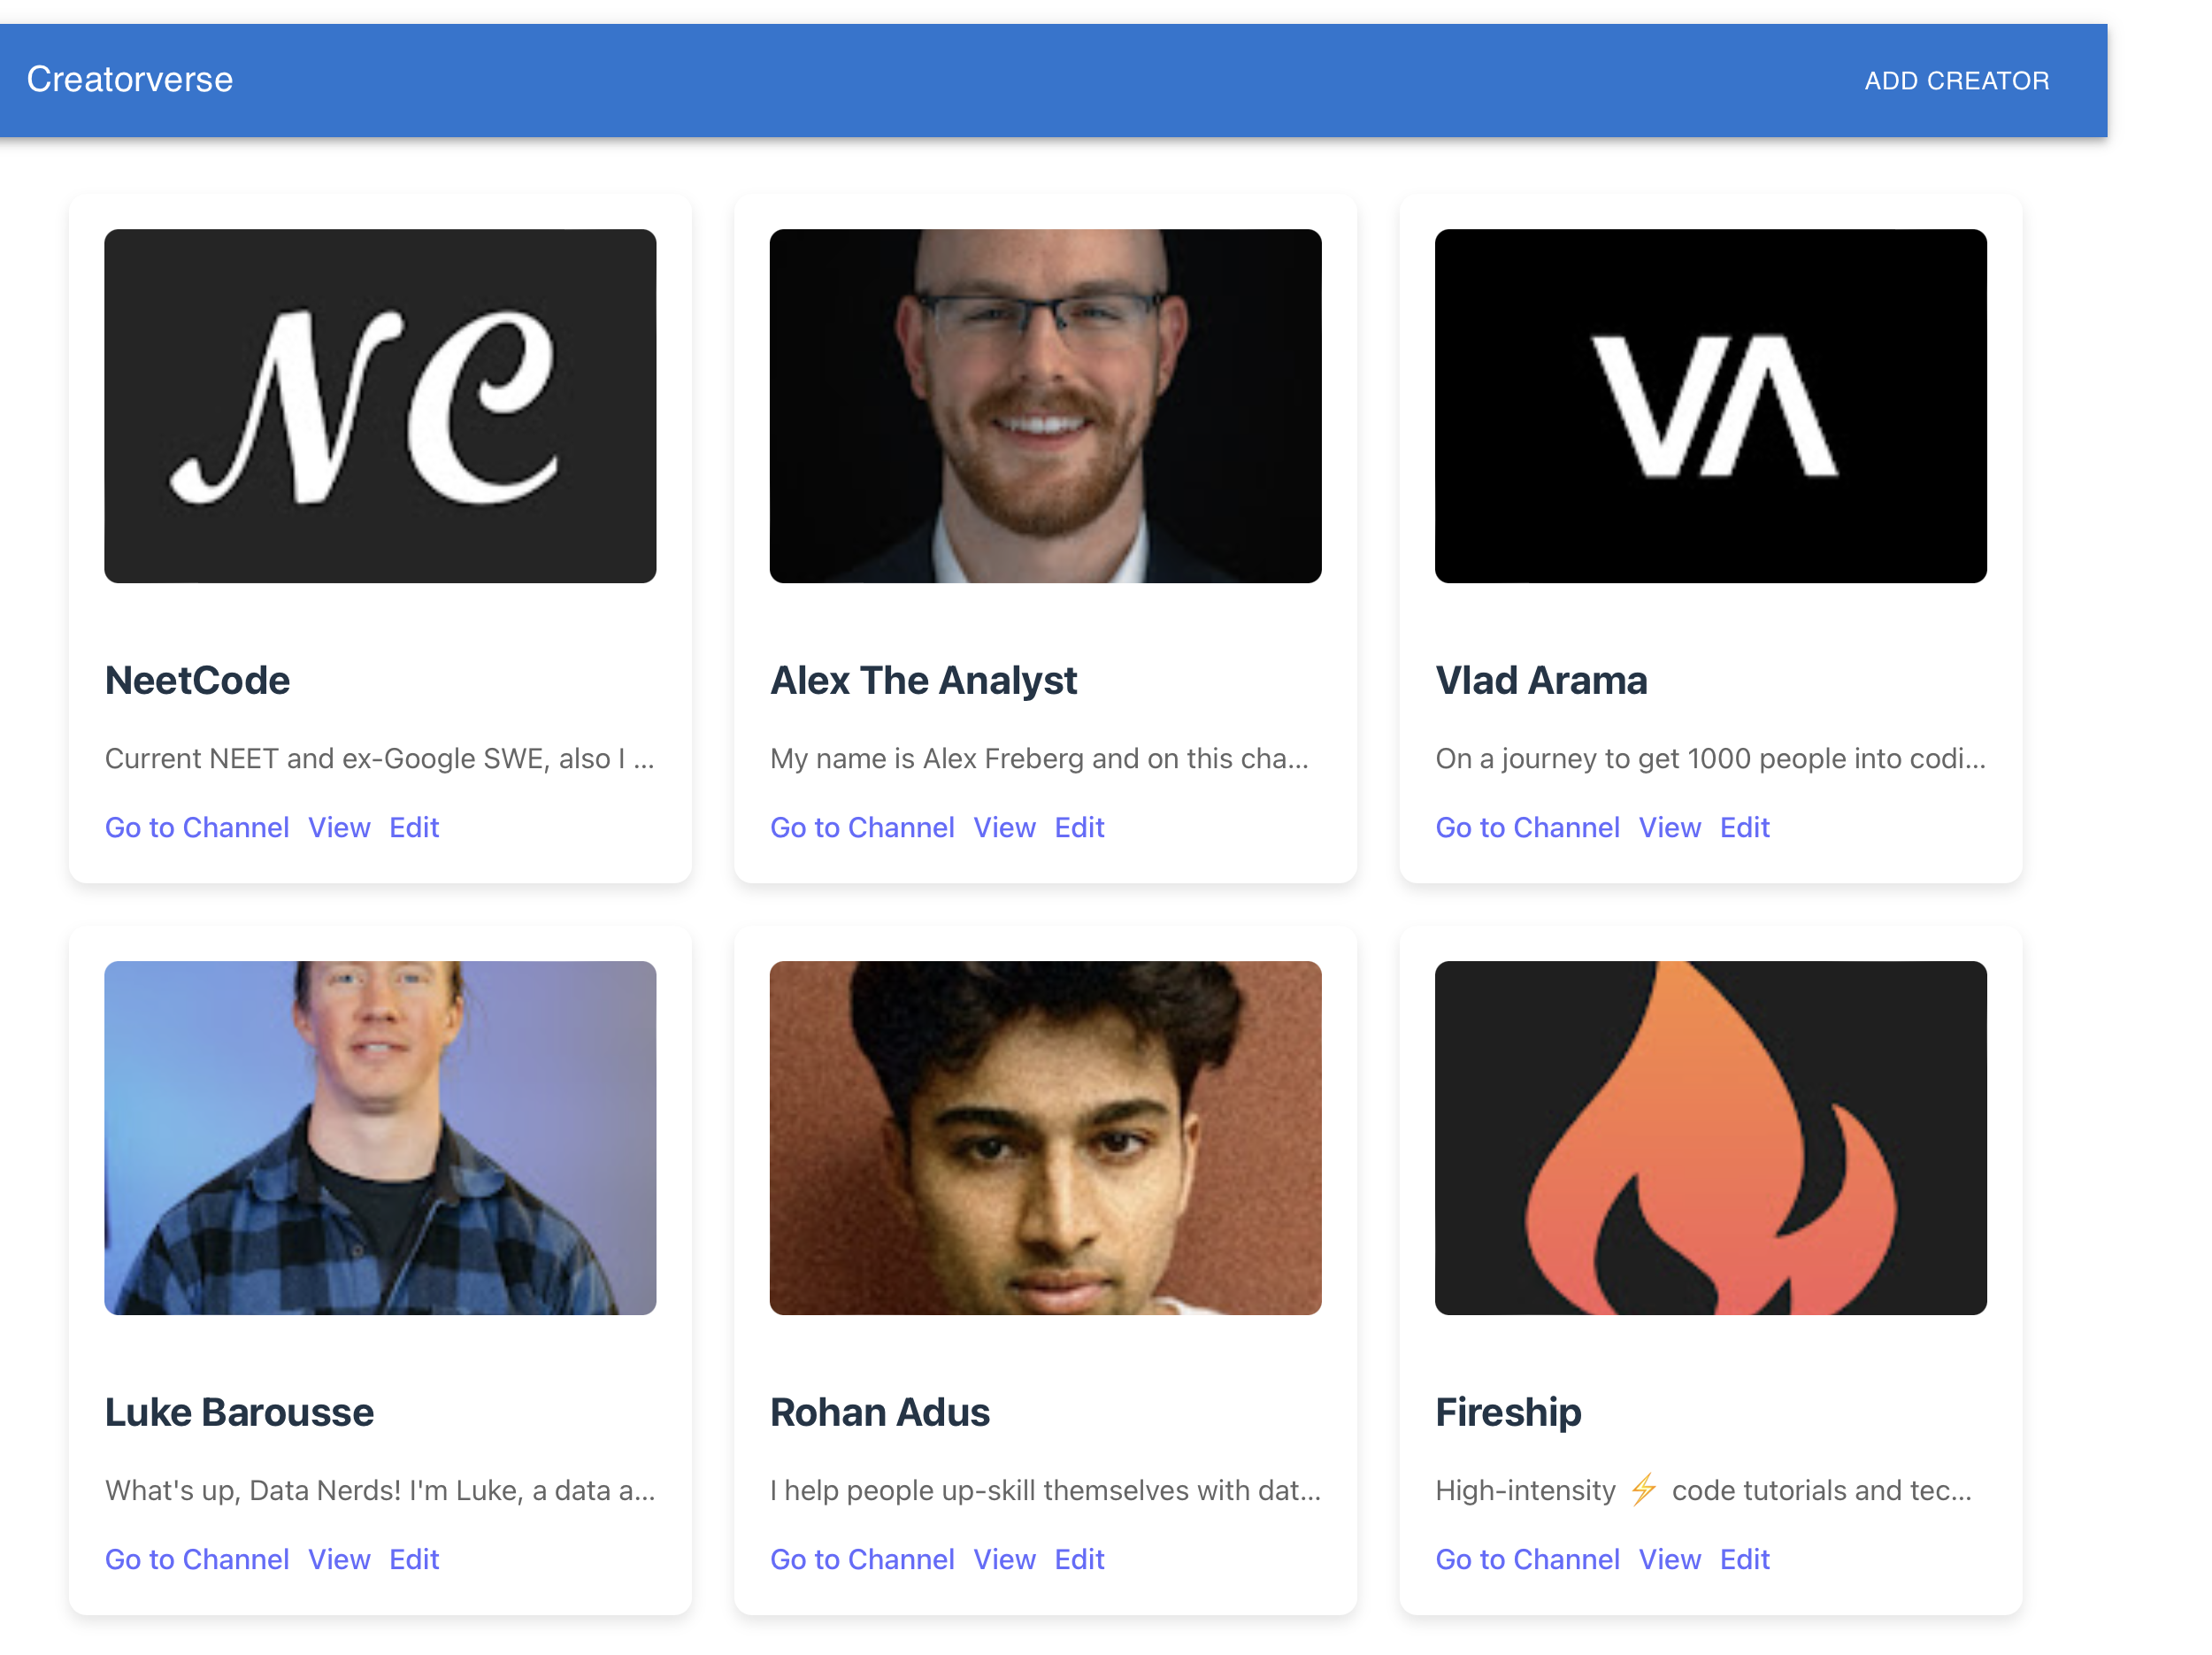 Creatorverse
ADD CREATOR
NC
VA
NeetCode
Alex The Analyst
Vlad Arama
Current NEET and ex-Google SWE, also I ...
My name is Alex Freberg and on this cha...
On a journey to get 1000 people into codi...
Go to Channel View Edit
Go to Channel View Edit
Go to Channel View Edit
Luke Barousse
Rohan Adus
Fireship
What's up, Data Nerds! I'm Luke, a data a...
I help people up-skill themselves with dat...
High-intensity ⚡ code tutorials and tec...
Go to Channel View Edit
Go to Channel View Edit
Go to Channel View Edit